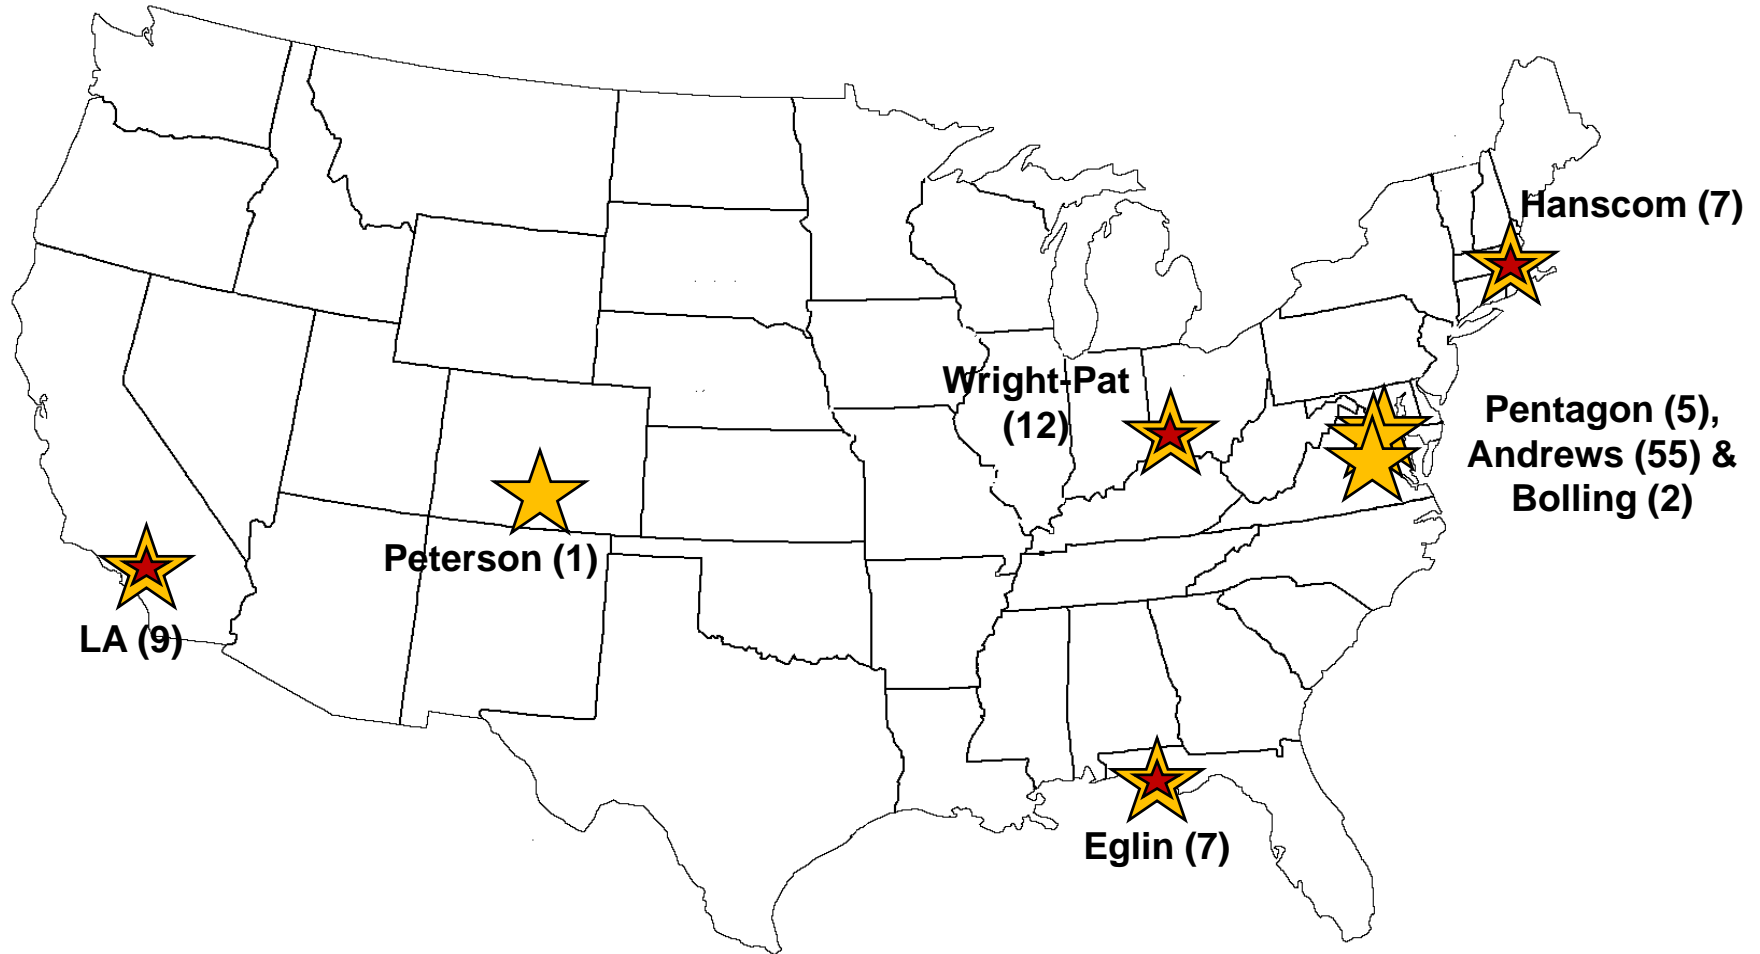 Hanscom (7)
Wright-Pat
(12)
Pentagon (5),
Andrews (55) &
Bolling (2)
Peterson (1)
LA (9)
Eglin (7)